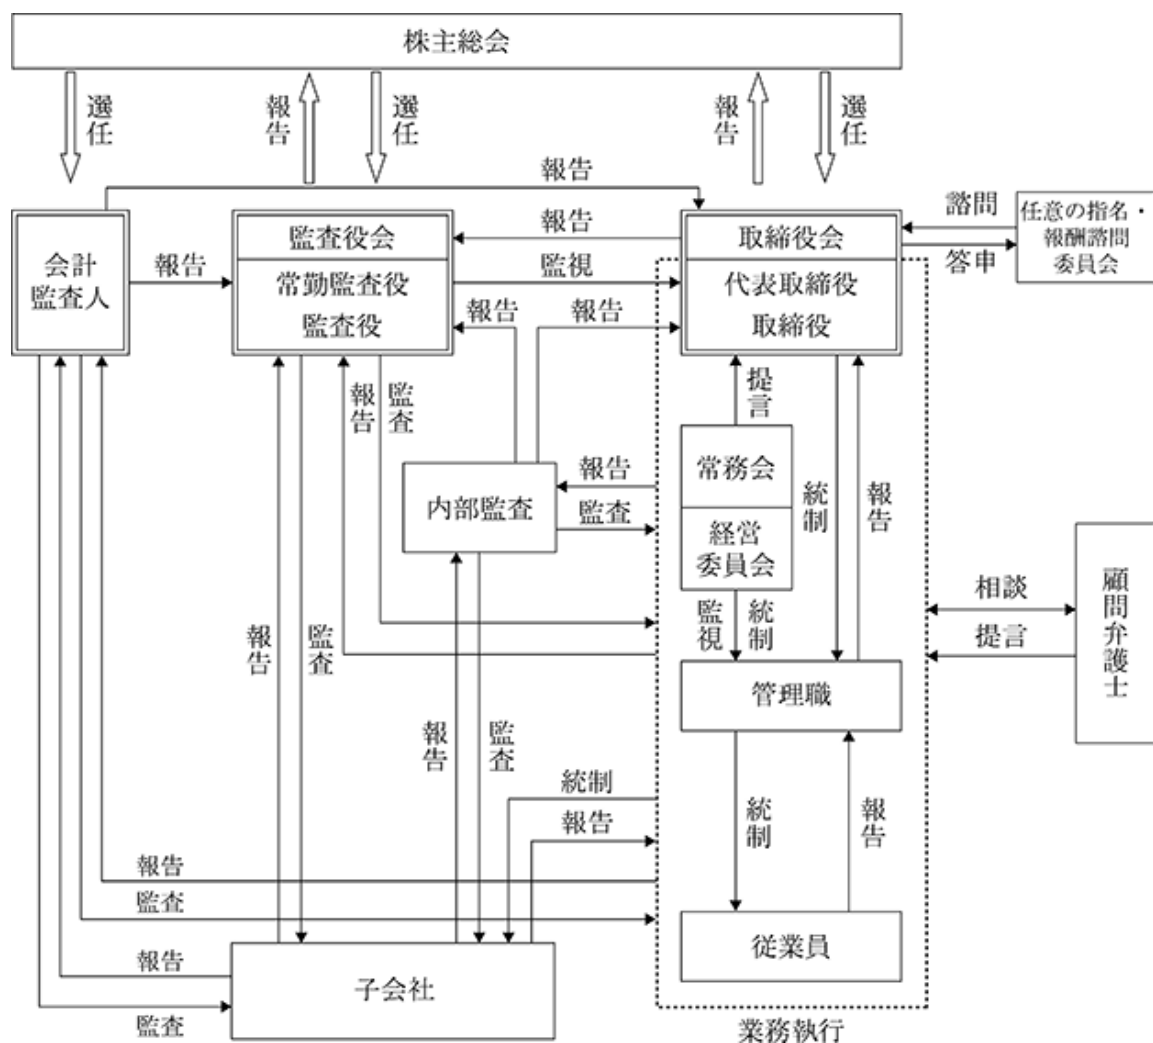 株主総会
選任
報告
選任
報告
選任
報告
会計
監査人
報告
監査役会
常勤監査役
監査役
報告
監視
報告
報告
取締役会
代表取締役
取締役
諮問
答申
任意の指名・
報酬諮問
委員会
報告
監査
提言
常務会
経営
委員会
統制
報告
内部監査
報告
監査
監視
統制
相談
提言
顧問弁護士
報告
監査
管理職
報告
監査
統制
報告
統制
報告
報告
監査
従業員
報告
監査
子会社
業務執行